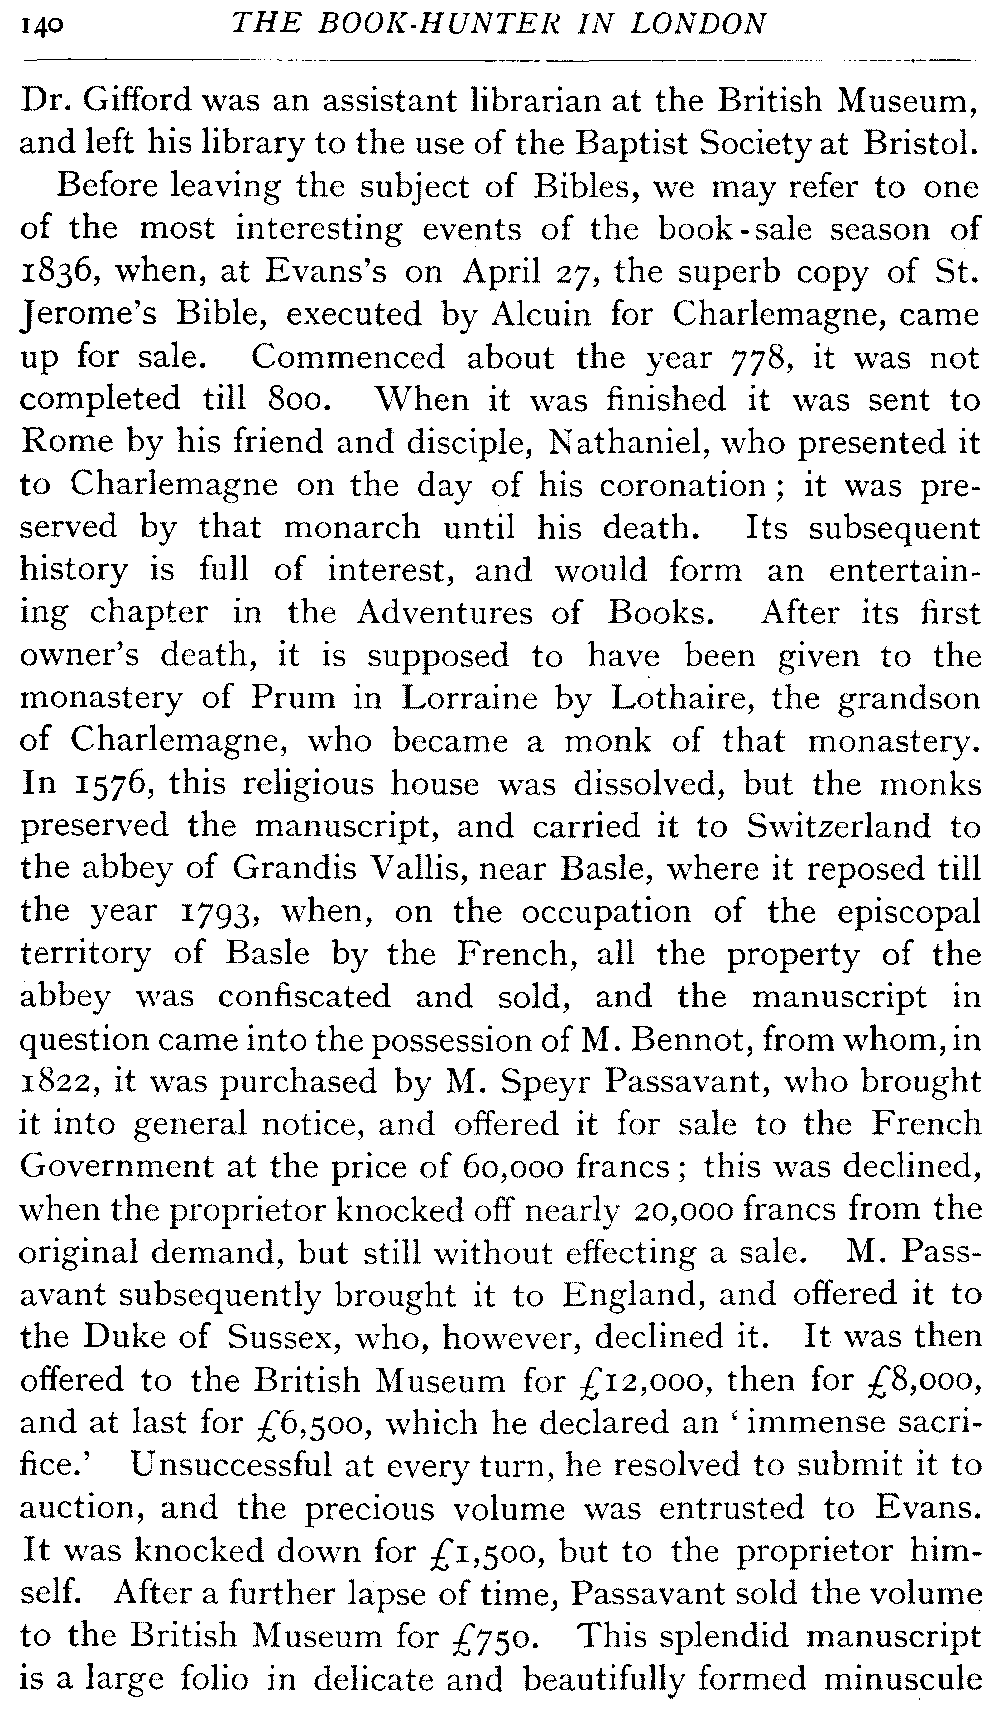 140 THE BOOK-HUNTER IN LONDON
Dr. Gifford was an assistant librarian at the British Museum,
and left his library to the use of the Baptist Society at Bristol.
Before leaving the subject of Bibles, we may refer to one
of the most interesting events of the book-sale season of
1836, when, at Evans's on April 27, the superb copy of St.
Jerome's Bible, executed by Alcuin for Charlemagne, came
up for sale. Commenced about the year 778, it was not
completed till 800. When it was finished it was sent to
Rome by his friend and disciple, Nathaniel, who presented it
to Charlemagne on the day of his coronation; it was pre-
served by that monarch until his death. Its subsequent
history is full of interest, and would form an entertain-
ing chapter in the Adventures of Books. After its first
owner's death, it is supposed to have been given to the
monastery of Prum in Lorraine by Lothaire, the grandson
of Charlemagne, who became a monk of that monastery.
In 1576, this religious house was dissolved, but the monks
preserved the manuscript, and carried it to Switzerland to
the abbey of Grandis Vallis, near Basle, where it reposed till
the year 1793, when, on the occupation of the episcopal
territory of Basle by the French, all the property of the
abbey was confiscated and sold, and the manuscript in
question came into the possession of M. Bennot, from whom, in
1822, it was purchased by M. Speyr Passavant, who brought
it into general notice, and offered it for sale to the French
Government at the price of 60,000 francs; this was declined,
when the proprietor knocked off nearly 20,000 francs from the
original demand, but still without effecting a sale. M. Pass-
avant subsequently brought it to England, and offered it to
the Duke of Sussex, who, however, declined it. It was then
offered to the British Museum for £12,000, then for £8,000,
and at last for £6,500, which he declared an 'immense sacri-
fice.' Unsuccessful at every turn, he resolved to submit it to
auction, and the precious volume was entrusted to Evans.
It was knocked down for £1,500, but to the proprietor him-
self. After a further lapse of time, Passavant sold the volume
to the British Museum for £750. This splendid manuscript
is a large folio in delicate and beautifully formed minuscule